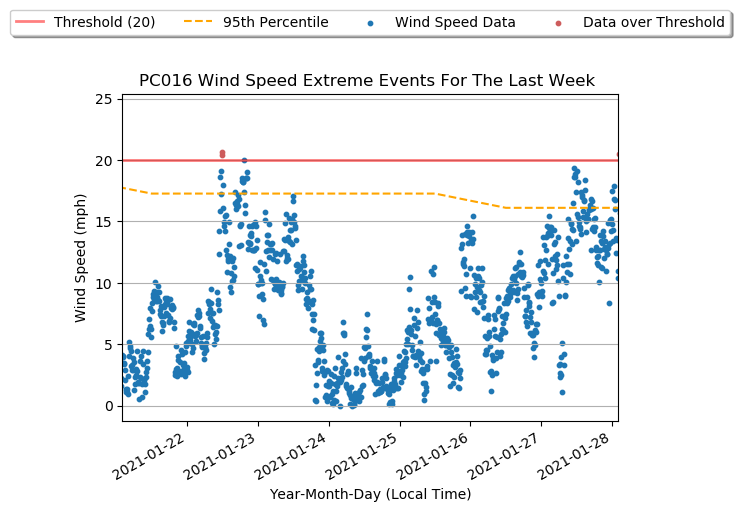 Threshold (20) 95th Percentile Wind Speed Data Data over Threshold
PC016 Wind Speed Extreme Events For The Last Week
25
20
15
10
5
0
Wind Speed (mph)
2021-01-22 2021-01-23 2021-01-24 2021-01-25 2021-01-26 2021-01-27 2021-01-28
Year-Month-Day (Local Time)